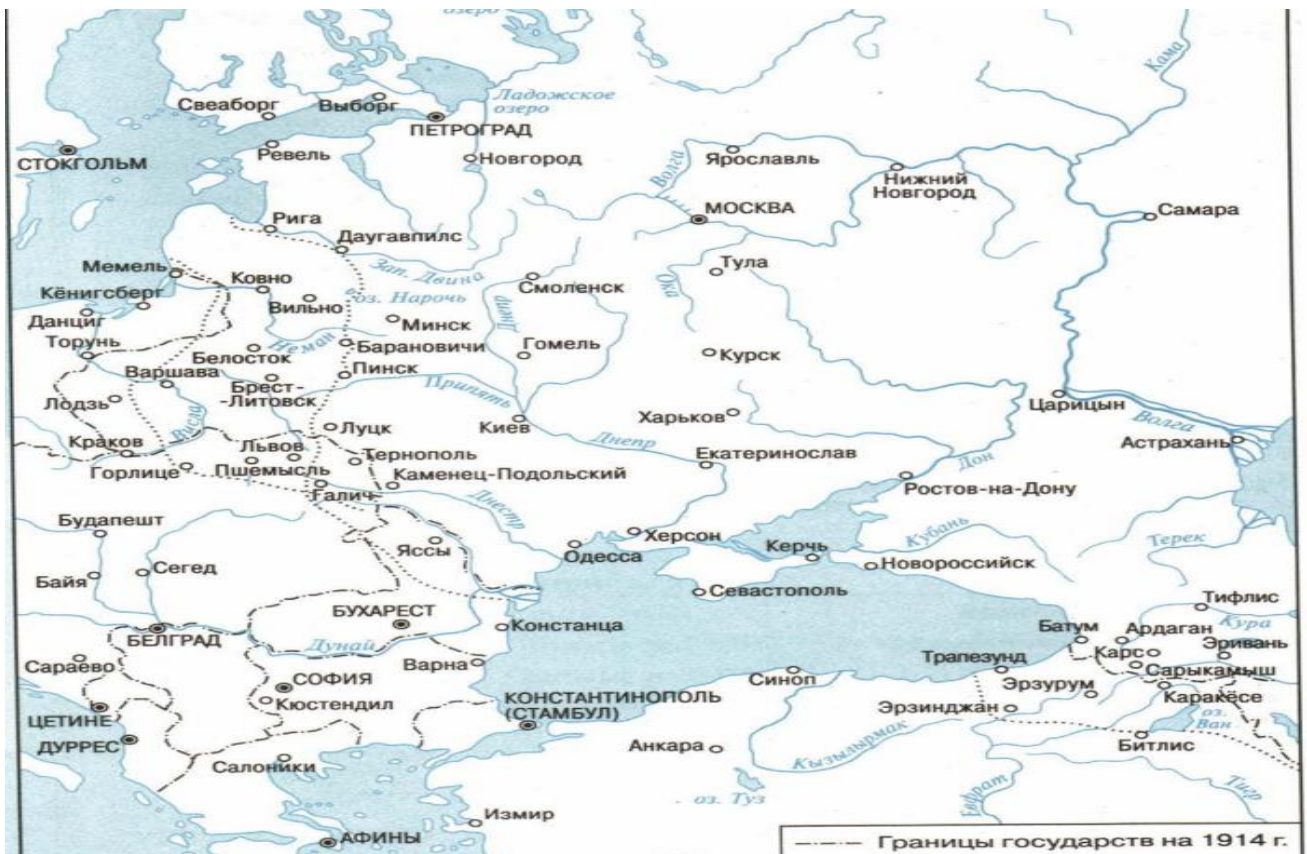 озеро
Кама
Ладожское
озеро
Свеаборг
Выборг
ПЕТРОГРАД
СТОКГОЛЬМ
Ревель
Новгород
Волга
Ярославль
Нижний
Новгород
МОСКВА
Самара
Рига
Даугавпилс
Зап. Двина
Мемель
Ковно
Смоленск
Тула
Ока
Кёнигсберг
Вильно
оз. Нарочь
Днепр
Данциг
Минск
Торунь
Неман
Белосток
Барановичи
Гомель
Курск
Варшава
Брест-
-Литовск
Пинск
Припять
Лодзь
Висла
Луцк
Киев
Харьков
Царицын
Волга
Астрахань
Краков
Львов
Тернополь
Днепр
Екатеринослав
Дон
Горлице
Пшемысль
Каменец-Подольский
Ростов-на-Дону
Галич
Днестр
Будапешт
Яссы
Одесса
Херсон
Керчь
Кубань
Терек
Байя
Сегед
Новороссийск
Севастополь
Тифлис
БУХАРЕСТ
Констанца
Батум
Ардаган
Кура
БЕЛГРАД
Дунай
Карс
Эривань
Сараево
Варна
Трапезунд
Сарыкамыш
СОФИЯ
Синоп
Эрзурум
Каракёсе
ЦЕТИНЕ
Кюстендил
КОНСТАНТИНОПОЛЬ
(СТАМБУЛ)
Эрзинджан
оз.
Ван
ДУРРЕС
Анкара
Кызылырмак
Битлис
Салоники
оз. Туз
Евфрат
Тигр
Измир
АФИНЫ
Границы государств на 1914 г.